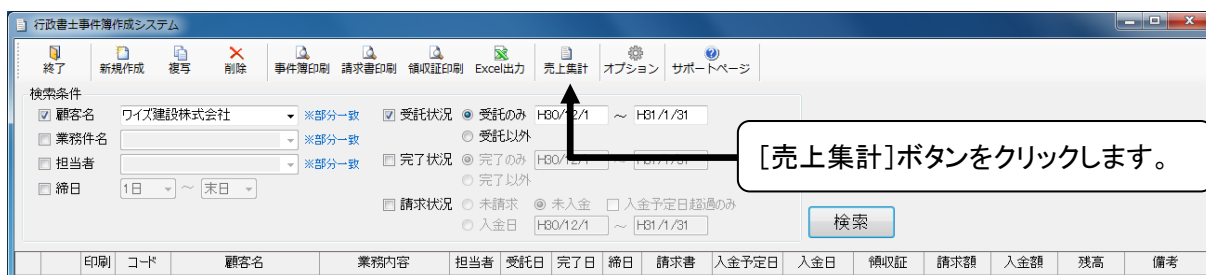 行政書士事件簿作成システム
終了 新規作成 複写 削除 事件簿印刷 請求書印刷 領収証印刷 Excel出力 売上集計 オプション サポートページ
検索条件
顧客名 ワイズ建設株式会社 ※部分一致 受託状況 受託のみ H30/12/1 ～ H31/1/31
業務件名 ※部分一致 受託以外
担当者 ※部分一致 完了状況 完了のみ H30/12/1 ～
[売上集計]ボタンをクリックします。
締日 1日 ～ 末日 完了以外
請求状況 未請求 未入金 入金予定日超過のみ
入金日 H30/12/1 ～ H31/1/31
検索
印刷 コード 顧客名 業務内容 担当者 受託日 完了日 締日 請求書 入金予定日 入金日 領収証 請求額 入金額 残高 備考